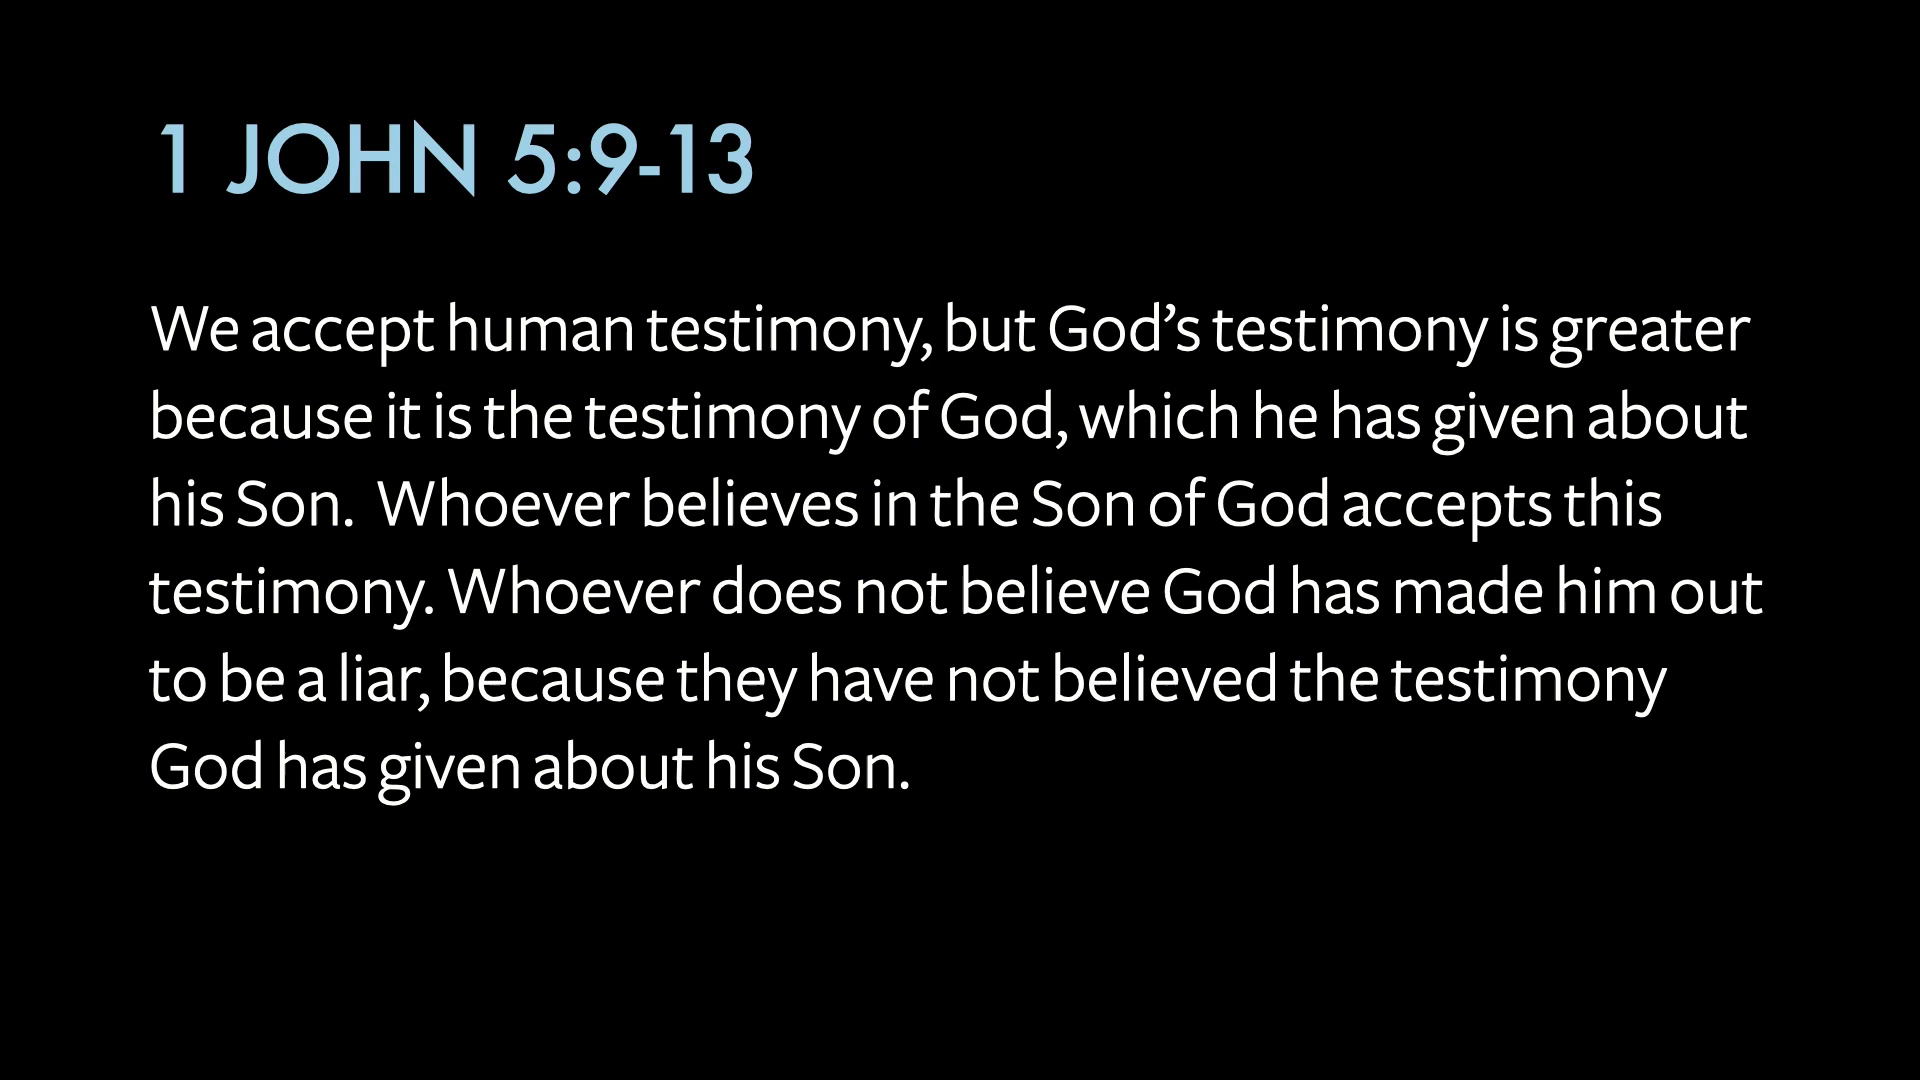 1 JOHN 5:9-13
We accept human testimony, but God’s testimony is greater
because it is the testimony of God, which he has given about
his Son.  Whoever believes in the Son of God accepts this
testimony. Whoever does not believe God has made him out
to be a liar, because they have not believed the testimony
God has given about his Son.